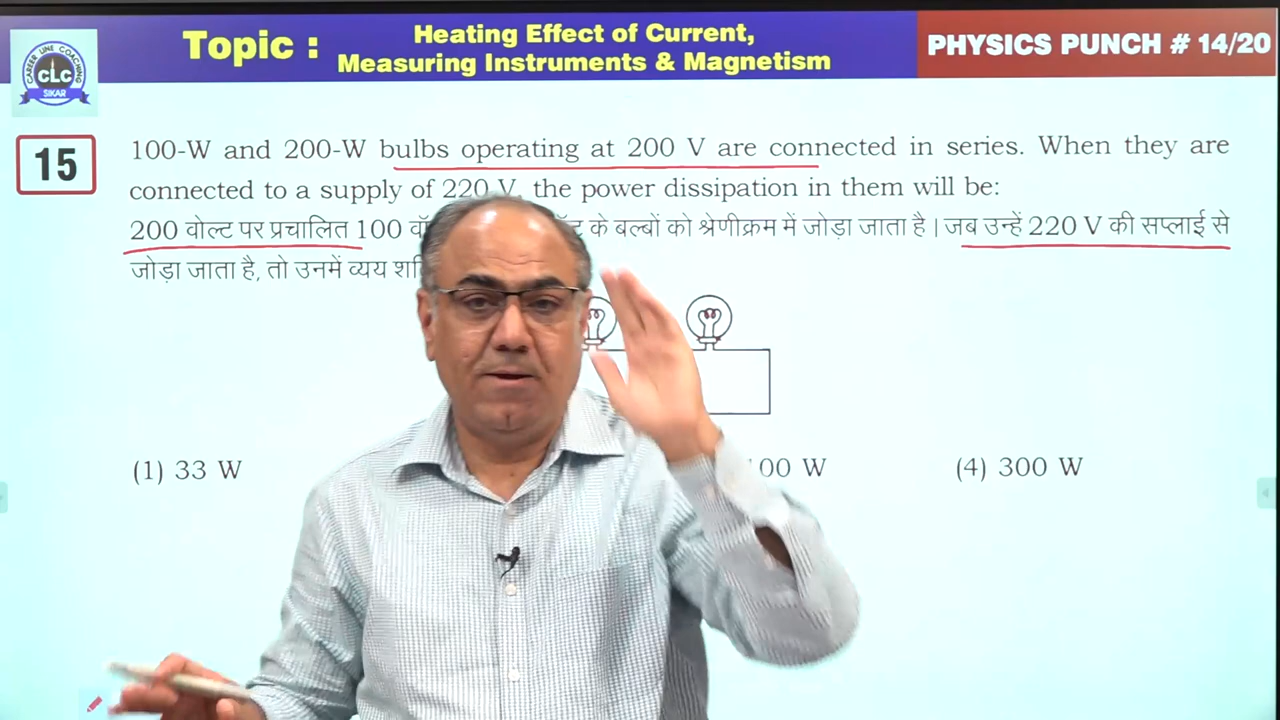 CAREER LINE COACHING
CLC
SIKAR
Topic :
Heating Effect of Current,
Measuring Instruments & Magnetism
PHYSICS PUNCH # 14/20
15
100-W and 200-W bulbs operating at 200 V are connected in series. When they are
connected to a supply of 220 V, the power dissipation in them will be:
200 वोल्ट पर प्रचालित 100 के बल्बों को श्रेणीक्रम में जोड़ा जाता है । जब उन्हें 220 V की सप्लाई से
जोड़ा जाता है, तो उनमें व्यय
(1) 33 W
00 W
(4) 300 W